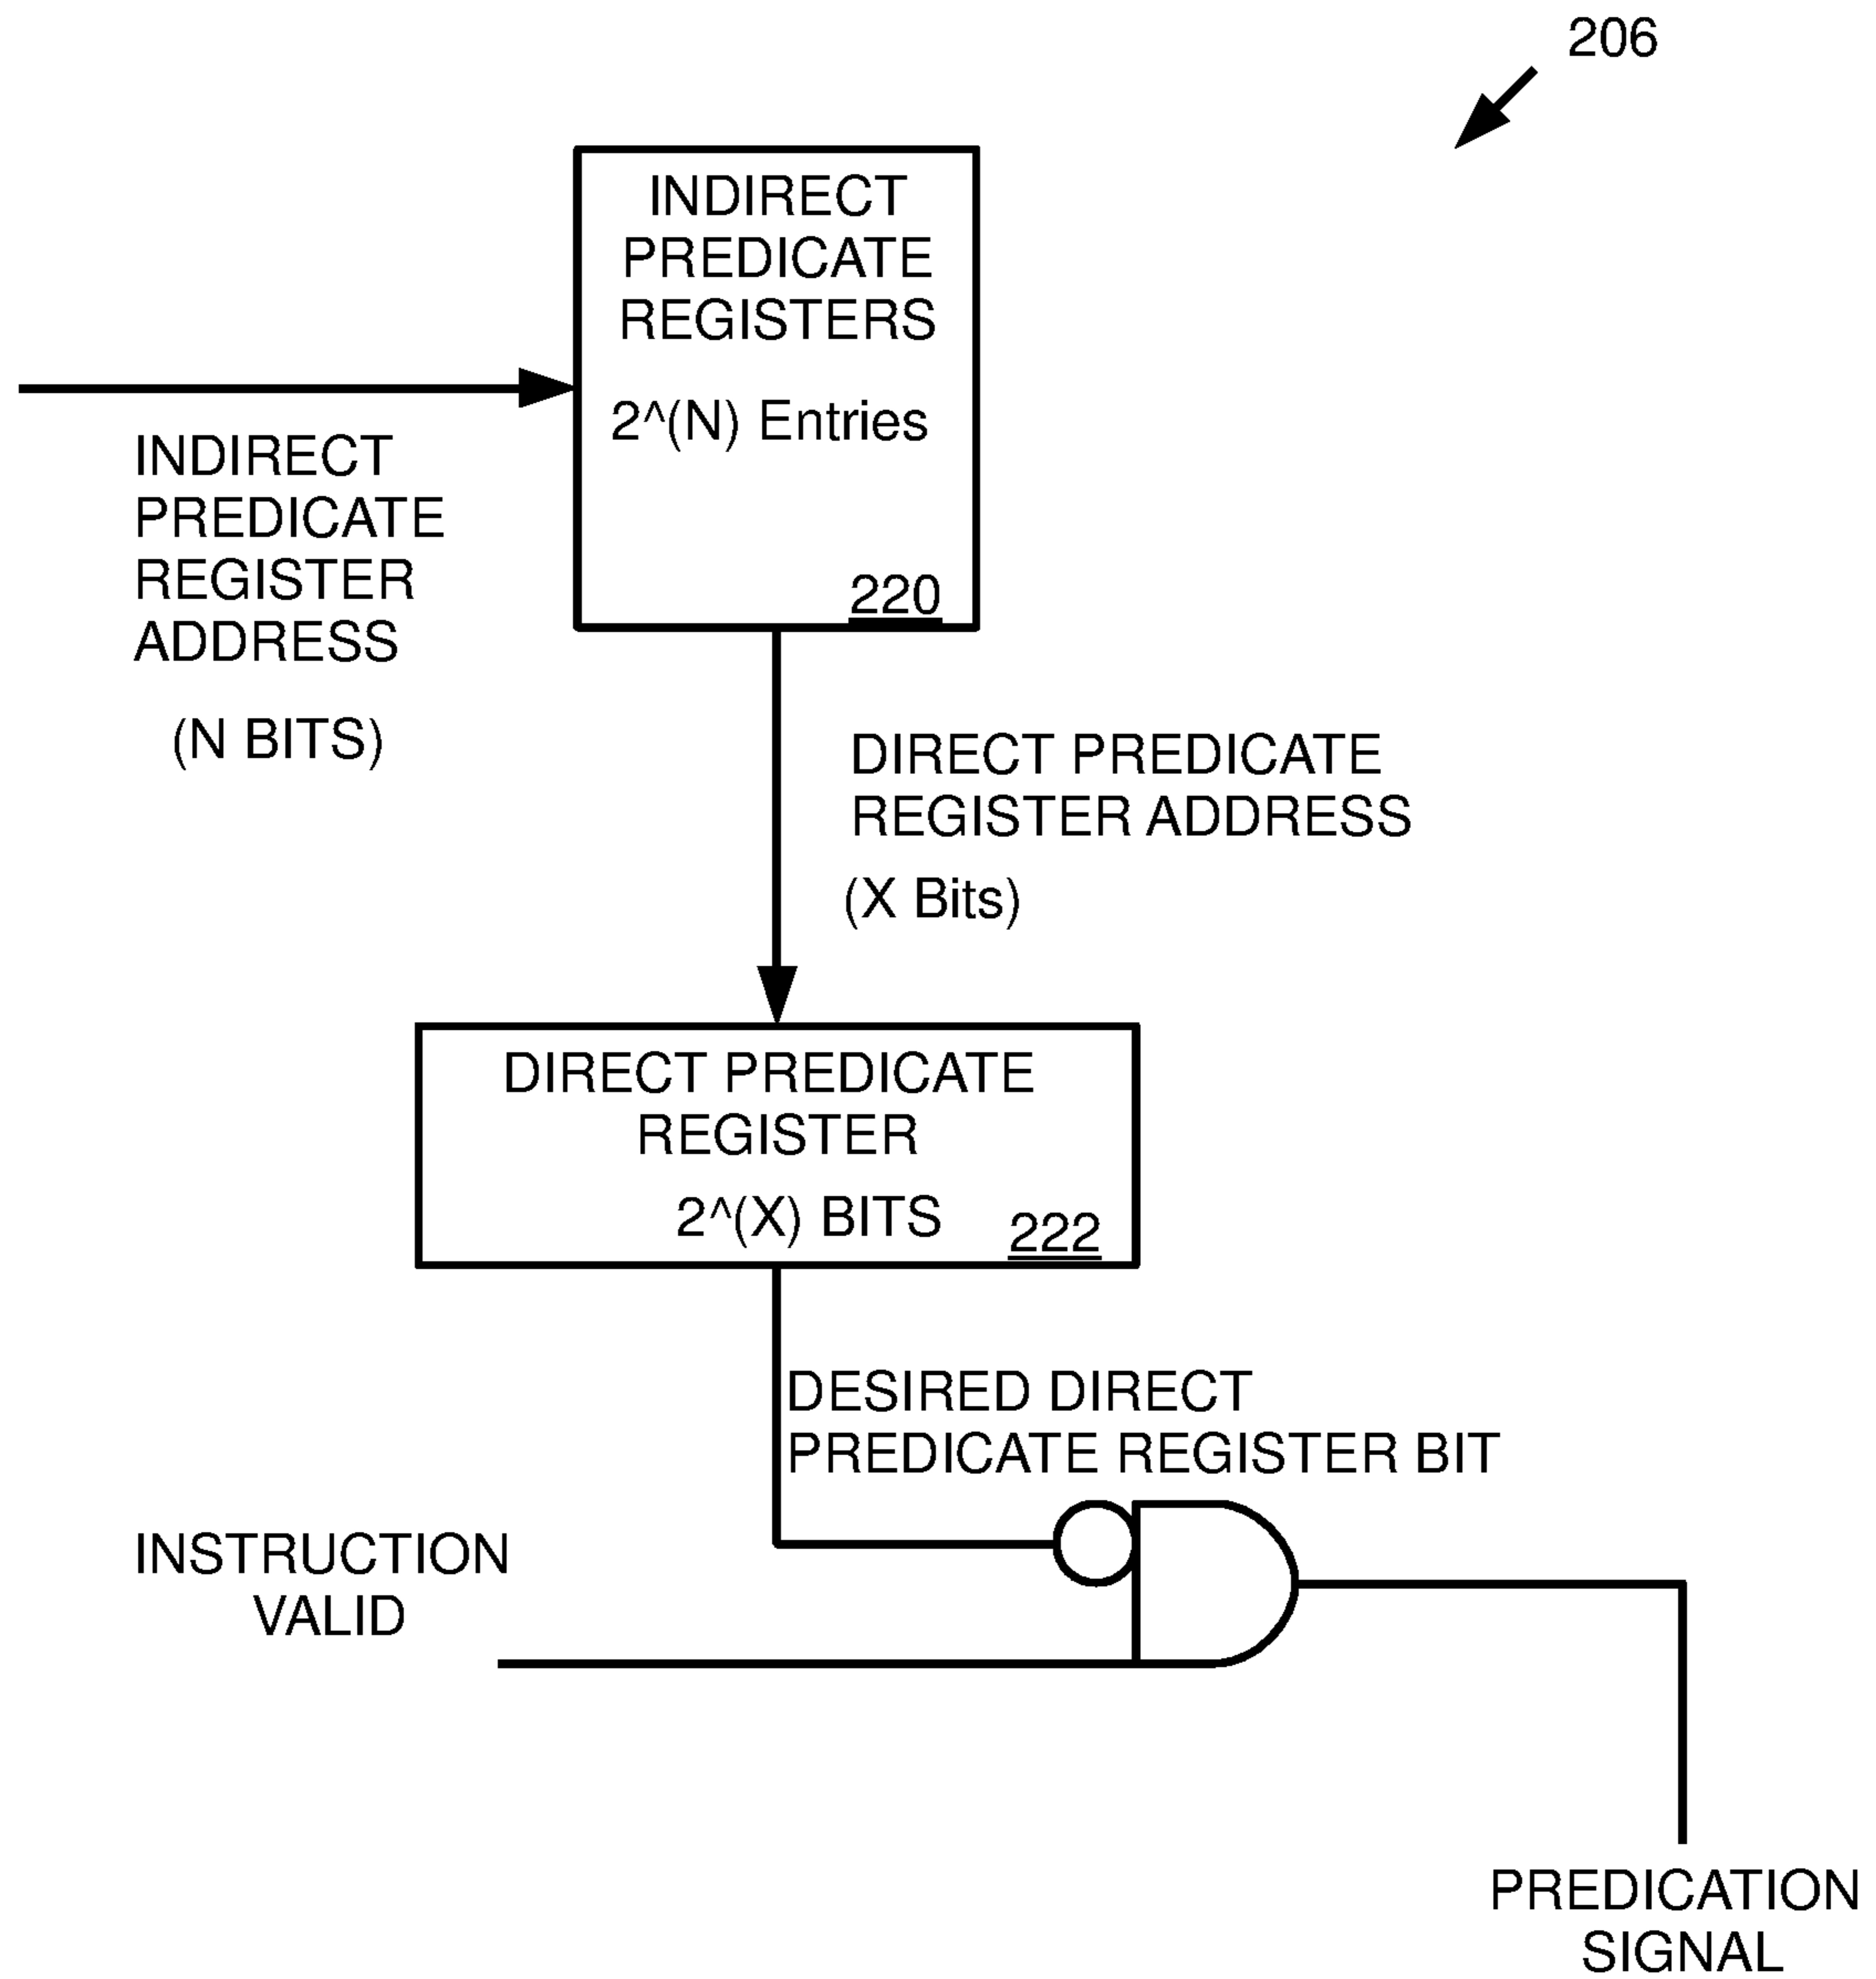 206
INDIRECT
PREDICATE
REGISTERS
2^(N) Entries
220
INDIRECT
PREDICATE
REGISTER
ADDRESS
(N BITS)
DIRECT PREDICATE
REGISTER ADDRESS
(X Bits)
DIRECT PREDICATE
REGISTER
2^(X) BITS
222
DESIRED DIRECT
PREDICATE REGISTER BIT
INSTRUCTION
VALID
PREDICATION
SIGNAL